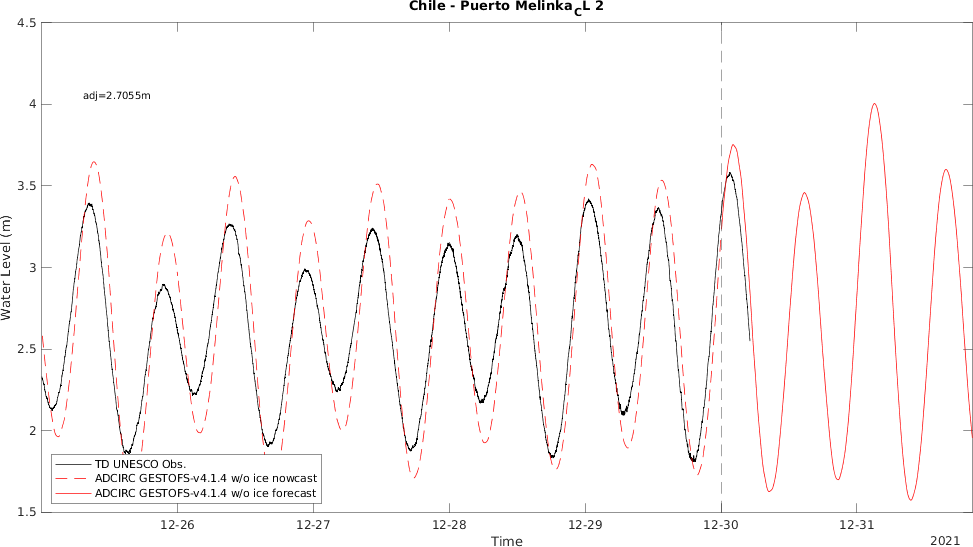 Chile - Puerto MelinkaCL 2
4.5
4
3.5
3
2.5
2
1.5
Water Level (m)
adj=2.7055m
TD UNESCO Obs.
ADCIRC GESTOFS-v4.1.4 w/o ice nowcast
ADCIRC GESTOFS-v4.1.4 w/o ice forecast
12-26 12-27 12-28 12-29 12-30 12-31
Time
2021